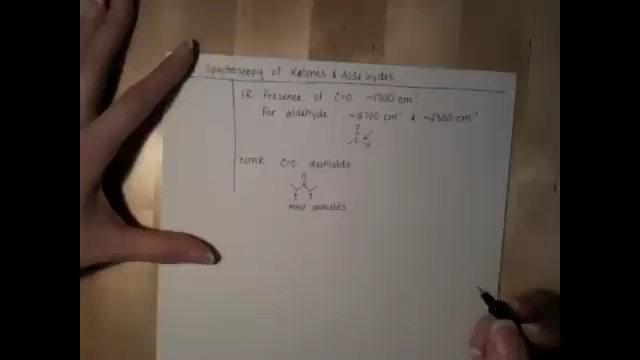 Spectroscopy of Ketones & Aldehydes
IR Presence of C=O ~1700 cm⁻¹
For aldehyde ~2700 cm⁻¹ & ~2800 cm⁻¹
O
C
H
NMR C=O deshields
O
most deshields